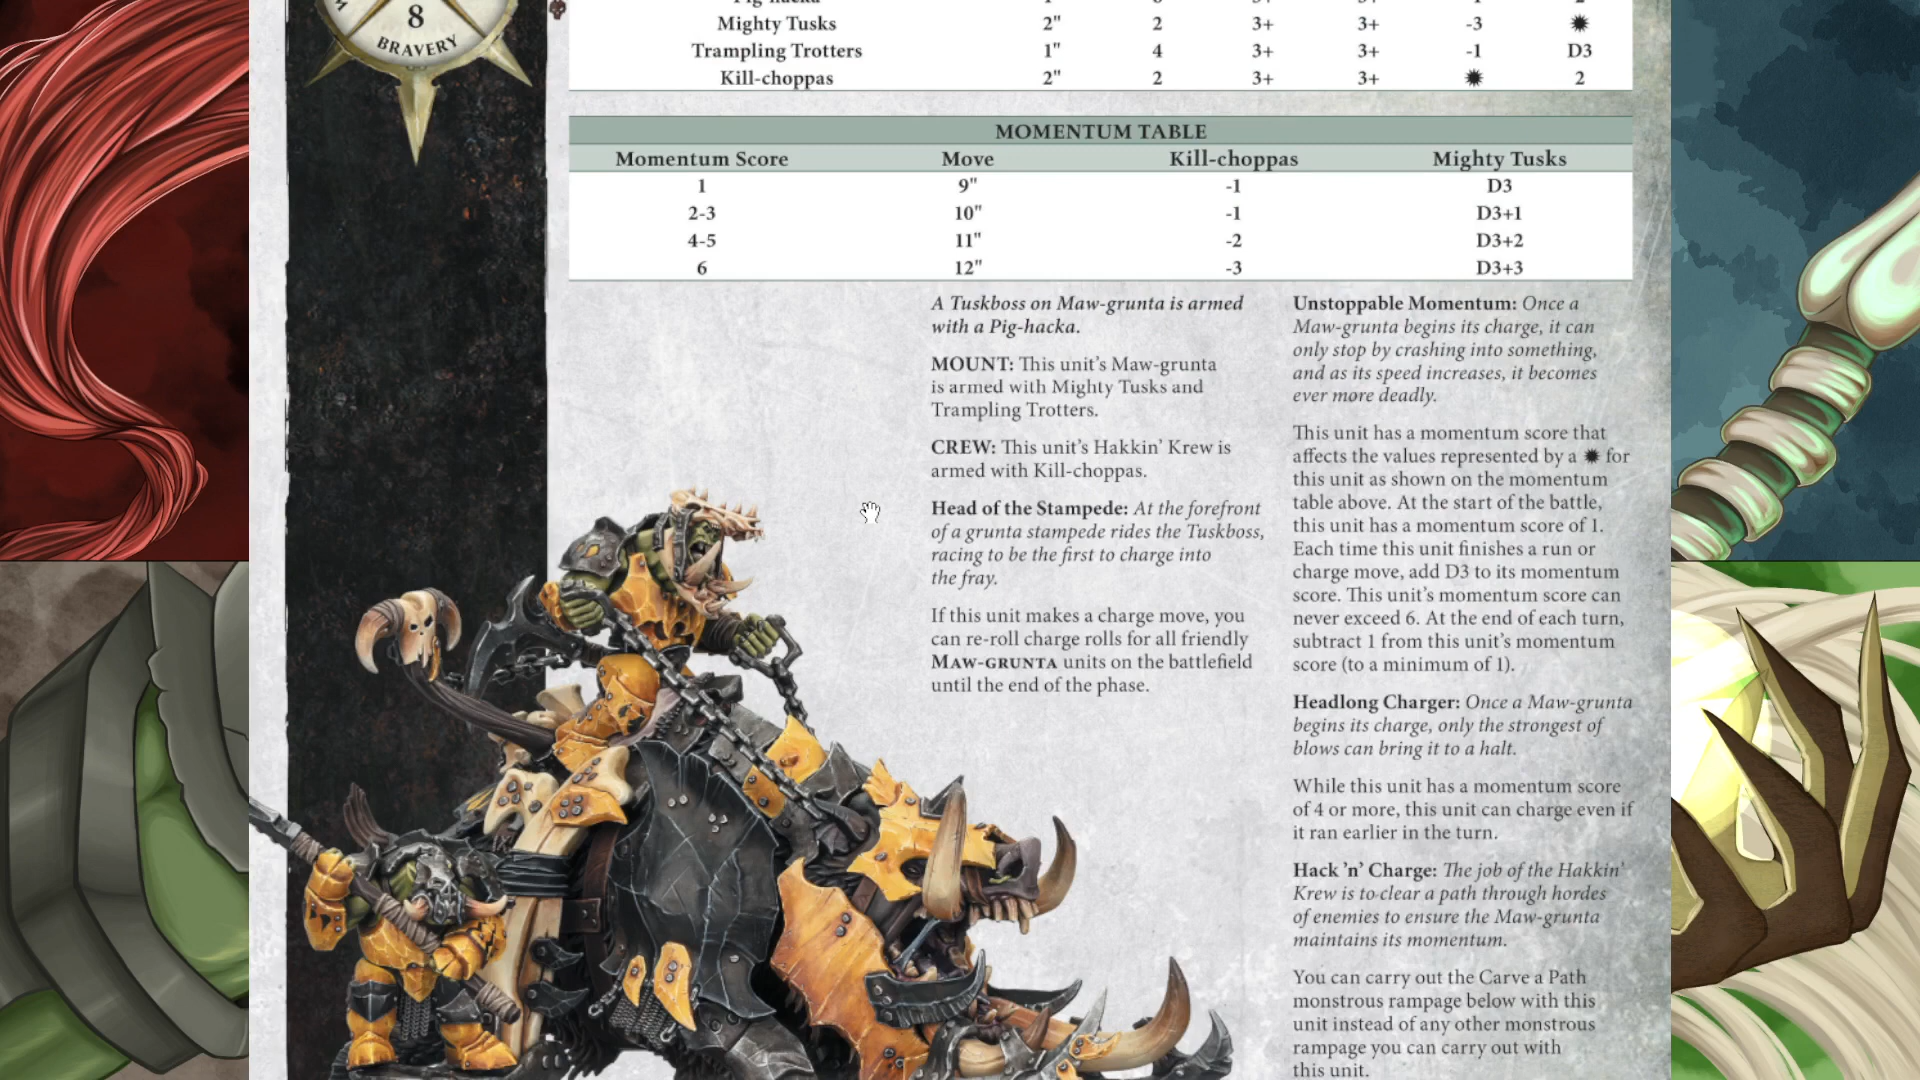 8
BRAVERY
Mighty Tusks 2" 2 3+ 3+ -3 ✹
Trampling Trotters 1" 4 3+ 3+ -1 D3
Kill-choppas 2" 2 3+ 3+ ✹ 2
MOMENTUM TABLE
Momentum Score Move Kill-choppas Mighty Tusks
1 9" -1 D3
2-3 10" -1 D3+1
4-5 11" -2 D3+2
6 12" -3 D3+3
A Tuskboss on Maw-grunta is armed
with a Pig-hacka.
MOUNT: This unit's Maw-grunta
is armed with Mighty Tusks and
Trampling Trotters.
CREW: This unit's Hakkin' Krew is
armed with Kill-choppas.
Head of the Stampede: At the forefront
of a grunta stampede rides the Tuskboss,
racing to be the first to charge into
the fray.
If this unit makes a charge move, you
can re-roll charge rolls for all friendly
MAW-GRUNTA units on the battlefield
until the end of the phase.
Unstoppable Momentum: Once a
Maw-grunta begins its charge, it can
only stop by crashing into something,
and as its speed increases, it becomes
ever more deadly.
This unit has a momentum score that
affects the values represented by a ✹ for
this unit as shown on the momentum
table above. At the start of the battle,
this unit has a momentum score of 1.
Each time this unit finishes a run or
charge move, add D3 to its momentum
score. This unit's momentum score can
never exceed 6. At the end of each turn,
subtract 1 from this unit's momentum
score (to a minimum of 1).
Headlong Charger: Once a Maw-grunta
begins its charge, only the strongest of
blows can bring it to a halt.
While this unit has a momentum score
of 4 or more, this unit can charge even if
it ran earlier in the turn.
Hack 'n' Charge: The job of the Hakkin'
Krew is to clear a path through hordes
of enemies to ensure the Maw-grunta
maintains its momentum.
You can carry out the Carve a Path
monstrous rampage below with this
unit instead of any other monstrous
rampage you can carry out with
this unit.